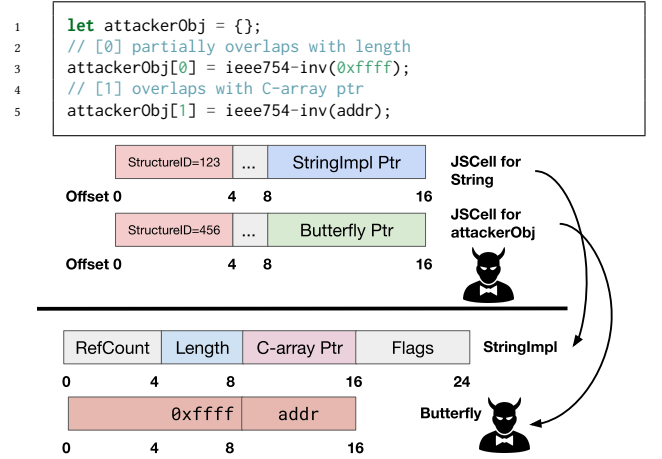 1 let attackerObj = {};
2 // [0] partially overlaps with length
3 attackerObj[0] = ieee754-inv(0xffff);
4 // [1] overlaps with C-array ptr
5 attackerObj[1] = ieee754-inv(addr);
StructureID=123 ... StringImpl Ptr
JSCell for
String
Offset 0 4 8 16
StructureID=456 ... Butterfly Ptr
JSCell for
attackerObj
Offset 0 4 8 16
RefCount Length C-array Ptr Flags StringImpl
0 4 8 16 24
0xffff addr Butterfly
0 4 8 16